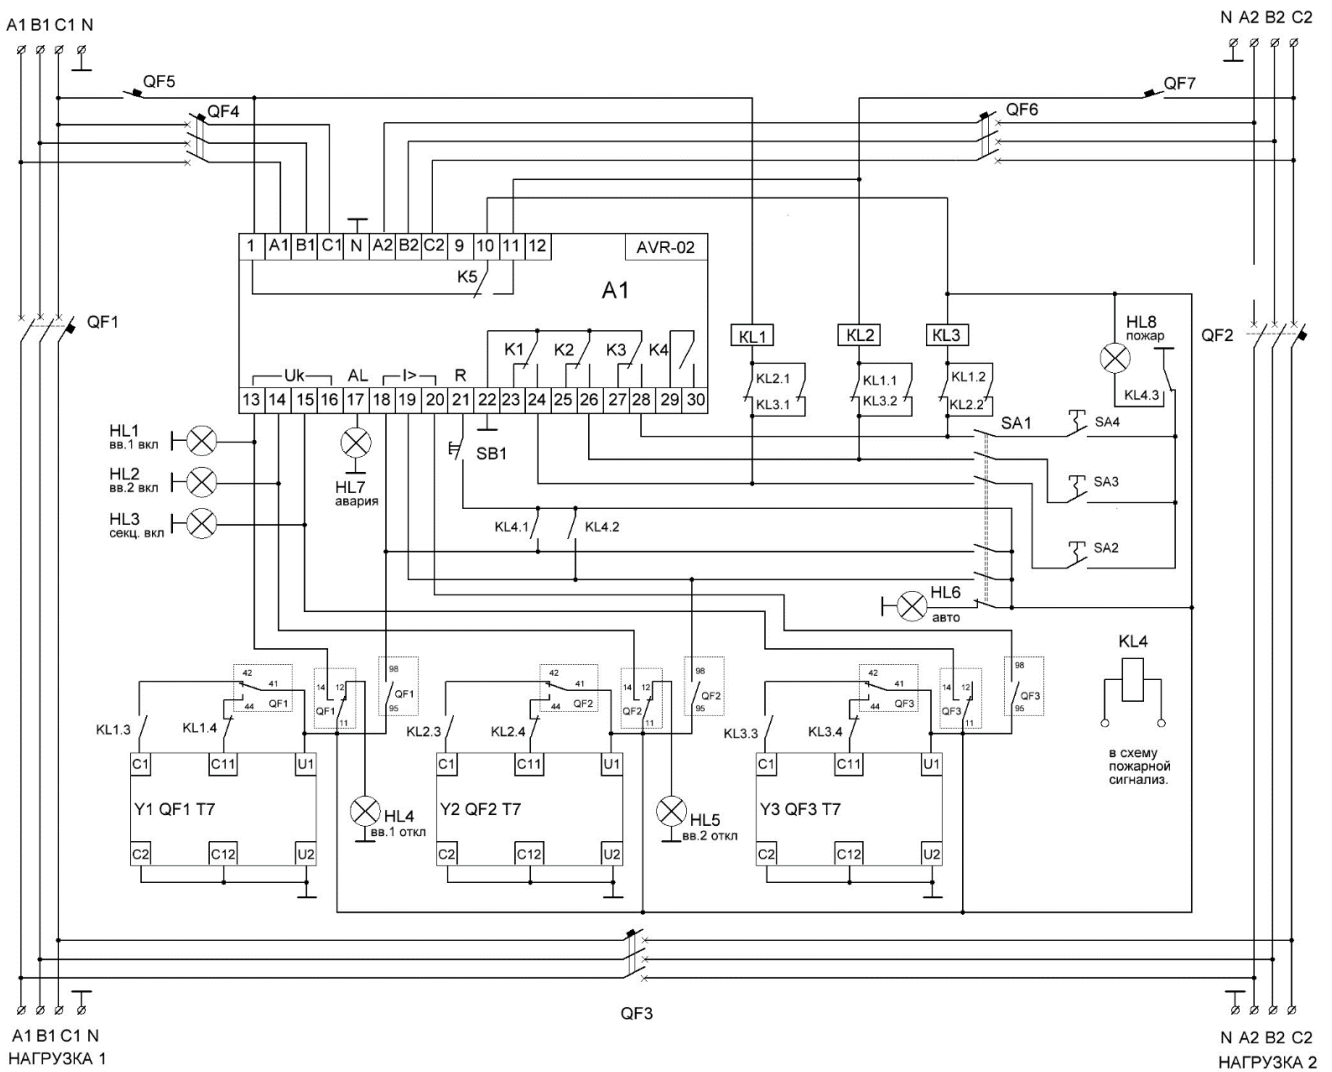 A1 B1 C1 N
N A2 B2 C2
QF5
QF7
QF4
QF6
1 A1 B1 C1 N A2 B2 C2 9 10 11 12
AVR-02
K5
A1
QF1
KL1
KL2
KL3
HL8
пожар
QF2
K1 K2 K3 K4
Uk AL I> R
KL2.1
KL3.1
KL1.1
KL3.2
KL1.2
KL2.2
KL4.3
13 14 15 16 17 18 19 20 21 22 23 24 25 26 27 28 29 30
HL1
вв.1 вкл
HL2
вв.2 вкл
HL3
секц. вкл
HL7
авария
SB1
SA1
SA4
SA3
SA2
KL4.1
KL4.2
HL6
авто
KL4
в схему
пожарной
сигнализ.
42
41
44
QF1
14 12
QF1
11
98
QF1
95
42
41
44
QF2
14 12
QF2
11
98
QF2
95
42
41
44
QF3
14 12
QF3
11
98
QF3
95
KL1.3
KL1.4
KL2.3
KL2.4
KL3.3
KL3.4
C1 C11 U1
Y1 QF1 T7
C2 C12 U2
HL4
вв.1 откл
C1 C11 U1
Y2 QF2 T7
C2 C12 U2
HL5
вв.2 откл
C1 C11 U1
Y3 QF3 T7
C2 C12 U2
QF3
A1 B1 C1 N
НАГРУЗКА 1
N A2 B2 C2
НАГРУЗКА 2